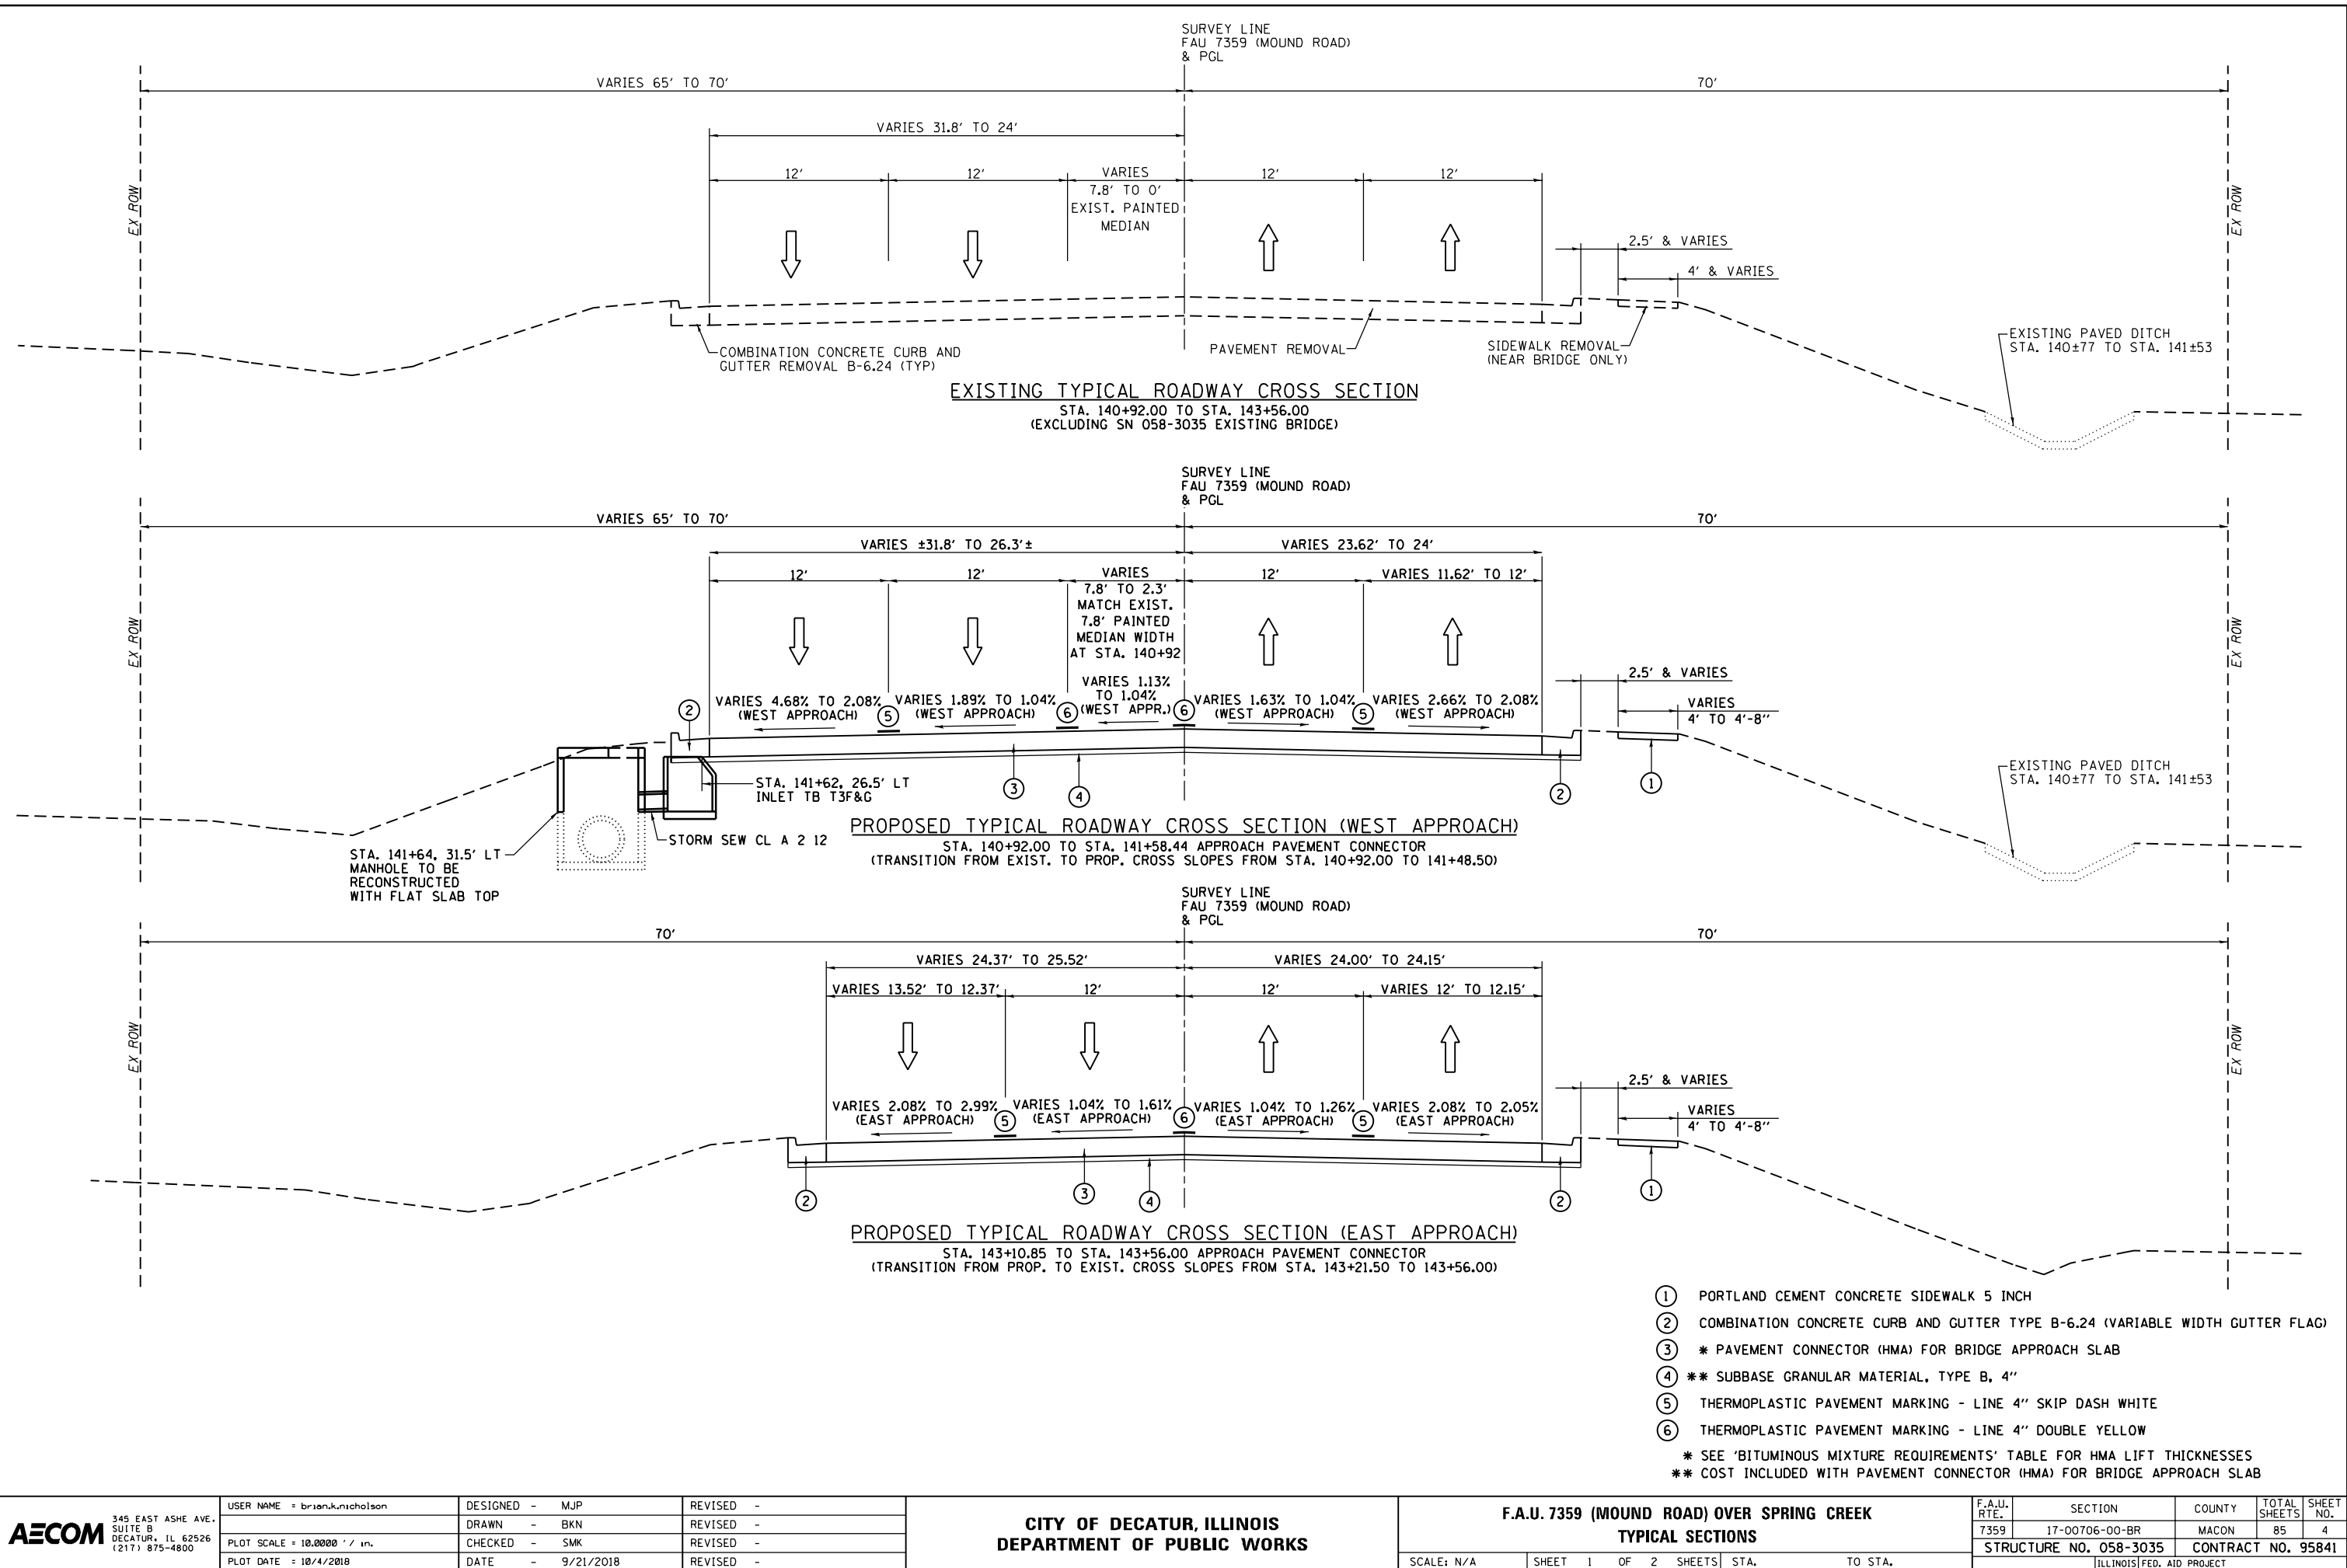 SURVEY LINE
FAU 7359 (MOUND ROAD)
& PGL
VARIES 65' TO 70'
70'
VARIES 31.8' TO 24'
12'
12'
VARIES
7.8' TO 0'
EXIST. PAINTED
MEDIAN
12'
12'
EX ROW
EX ROW
2.5' & VARIES
4' & VARIES
COMBINATION CONCRETE CURB AND
GUTTER REMOVAL B-6.24 (TYP)
PAVEMENT REMOVAL
SIDEWALK REMOVAL
(NEAR BRIDGE ONLY)
EXISTING PAVED DITCH
STA. 140±77 TO STA. 141±53
EXISTING TYPICAL ROADWAY CROSS SECTION
STA. 140+92.00 TO STA. 143+56.00
(EXCLUDING SN 058-3035 EXISTING BRIDGE)
SURVEY LINE
FAU 7359 (MOUND ROAD)
& PGL
VARIES 65' TO 70'
70'
VARIES ±31.8' TO 26.3'±
VARIES 23.62' TO 24'
12'
12'
VARIES
7.8' TO 2.3'
MATCH EXIST.
7.8' PAINTED
MEDIAN WIDTH
AT STA. 140+92
12'
VARIES 11.62' TO 12'
EX ROW
EX ROW
VARIES 4.68% TO 2.08%
(WEST APPROACH)
5
VARIES 1.89% TO 1.04%
(WEST APPROACH)
6
VARIES 1.13%
TO 1.04%
(WEST APPR.)
6
VARIES 1.63% TO 1.04%
(WEST APPROACH)
5
VARIES 2.66% TO 2.08%
(WEST APPROACH)
2
2.5' & VARIES
VARIES
4' TO 4'-8"
STA. 141+62, 26.5' LT
INLET TB T3F&G
3
4
2
1
EXISTING PAVED DITCH
STA. 140±77 TO STA. 141±53
STORM SEW CL A 2 12
STA. 141+64, 31.5' LT
MANHOLE TO BE
RECONSTRUCTED
WITH FLAT SLAB TOP
PROPOSED TYPICAL ROADWAY CROSS SECTION (WEST APPROACH)
STA. 140+92.00 TO STA. 141+58.44 APPROACH PAVEMENT CONNECTOR
(TRANSITION FROM EXIST. TO PROP. CROSS SLOPES FROM STA. 140+92.00 TO 141+48.50)
SURVEY LINE
FAU 7359 (MOUND ROAD)
& PGL
70'
70'
VARIES 24.37' TO 25.52'
VARIES 24.00' TO 24.15'
VARIES 13.52' TO 12.37'
12'
12'
VARIES 12' TO 12.15'
EX ROW
EX ROW
VARIES 2.08% TO 2.99%
(EAST APPROACH)
5
VARIES 1.04% TO 1.61%
(EAST APPROACH)
6
VARIES 1.04% TO 1.26%
(EAST APPROACH)
5
VARIES 2.08% TO 2.05%
(EAST APPROACH)
2.5' & VARIES
VARIES
4' TO 4'-8"
2
3
4
2
1
PROPOSED TYPICAL ROADWAY CROSS SECTION (EAST APPROACH)
STA. 143+10.85 TO STA. 143+56.00 APPROACH PAVEMENT CONNECTOR
(TRANSITION FROM PROP. TO EXIST. CROSS SLOPES FROM STA. 143+21.50 TO 143+56.00)
1 PORTLAND CEMENT CONCRETE SIDEWALK 5 INCH
2 COMBINATION CONCRETE CURB AND GUTTER TYPE B-6.24 (VARIABLE WIDTH GUTTER FLAG)
3 * PAVEMENT CONNECTOR (HMA) FOR BRIDGE APPROACH SLAB
4 ** SUBBASE GRANULAR MATERIAL, TYPE B, 4"
5 THERMOPLASTIC PAVEMENT MARKING - LINE 4" SKIP DASH WHITE
6 THERMOPLASTIC PAVEMENT MARKING - LINE 4" DOUBLE YELLOW
* SEE 'BITUMINOUS MIXTURE REQUIREMENTS' TABLE FOR HMA LIFT THICKNESSES
** COST INCLUDED WITH PAVEMENT CONNECTOR (HMA) FOR BRIDGE APPROACH SLAB
AECOM
345 EAST ASHE AVE.
SUITE B
DECATUR, IL 62526
(217) 875-4800
USER NAME = brian.k.nicholson
PLOT SCALE = 10.0000 ' / in.
PLOT DATE = 10/4/2018
DESIGNED - MJP
DRAWN - BKN
CHECKED - SMK
DATE - 9/21/2018
REVISED -
REVISED -
REVISED -
REVISED -
CITY OF DECATUR, ILLINOIS
DEPARTMENT OF PUBLIC WORKS
F.A.U. 7359 (MOUND ROAD) OVER SPRING CREEK
TYPICAL SECTIONS
SCALE: N/A SHEET 1 OF 2 SHEETS STA. TO STA.
F.A.U. RTE. SECTION COUNTY TOTAL SHEETS SHEET NO.
7359 17-00706-00-BR MACON 85 4
STRUCTURE NO. 058-3035 CONTRACT NO. 95841
ILLINOIS FED. AID PROJECT